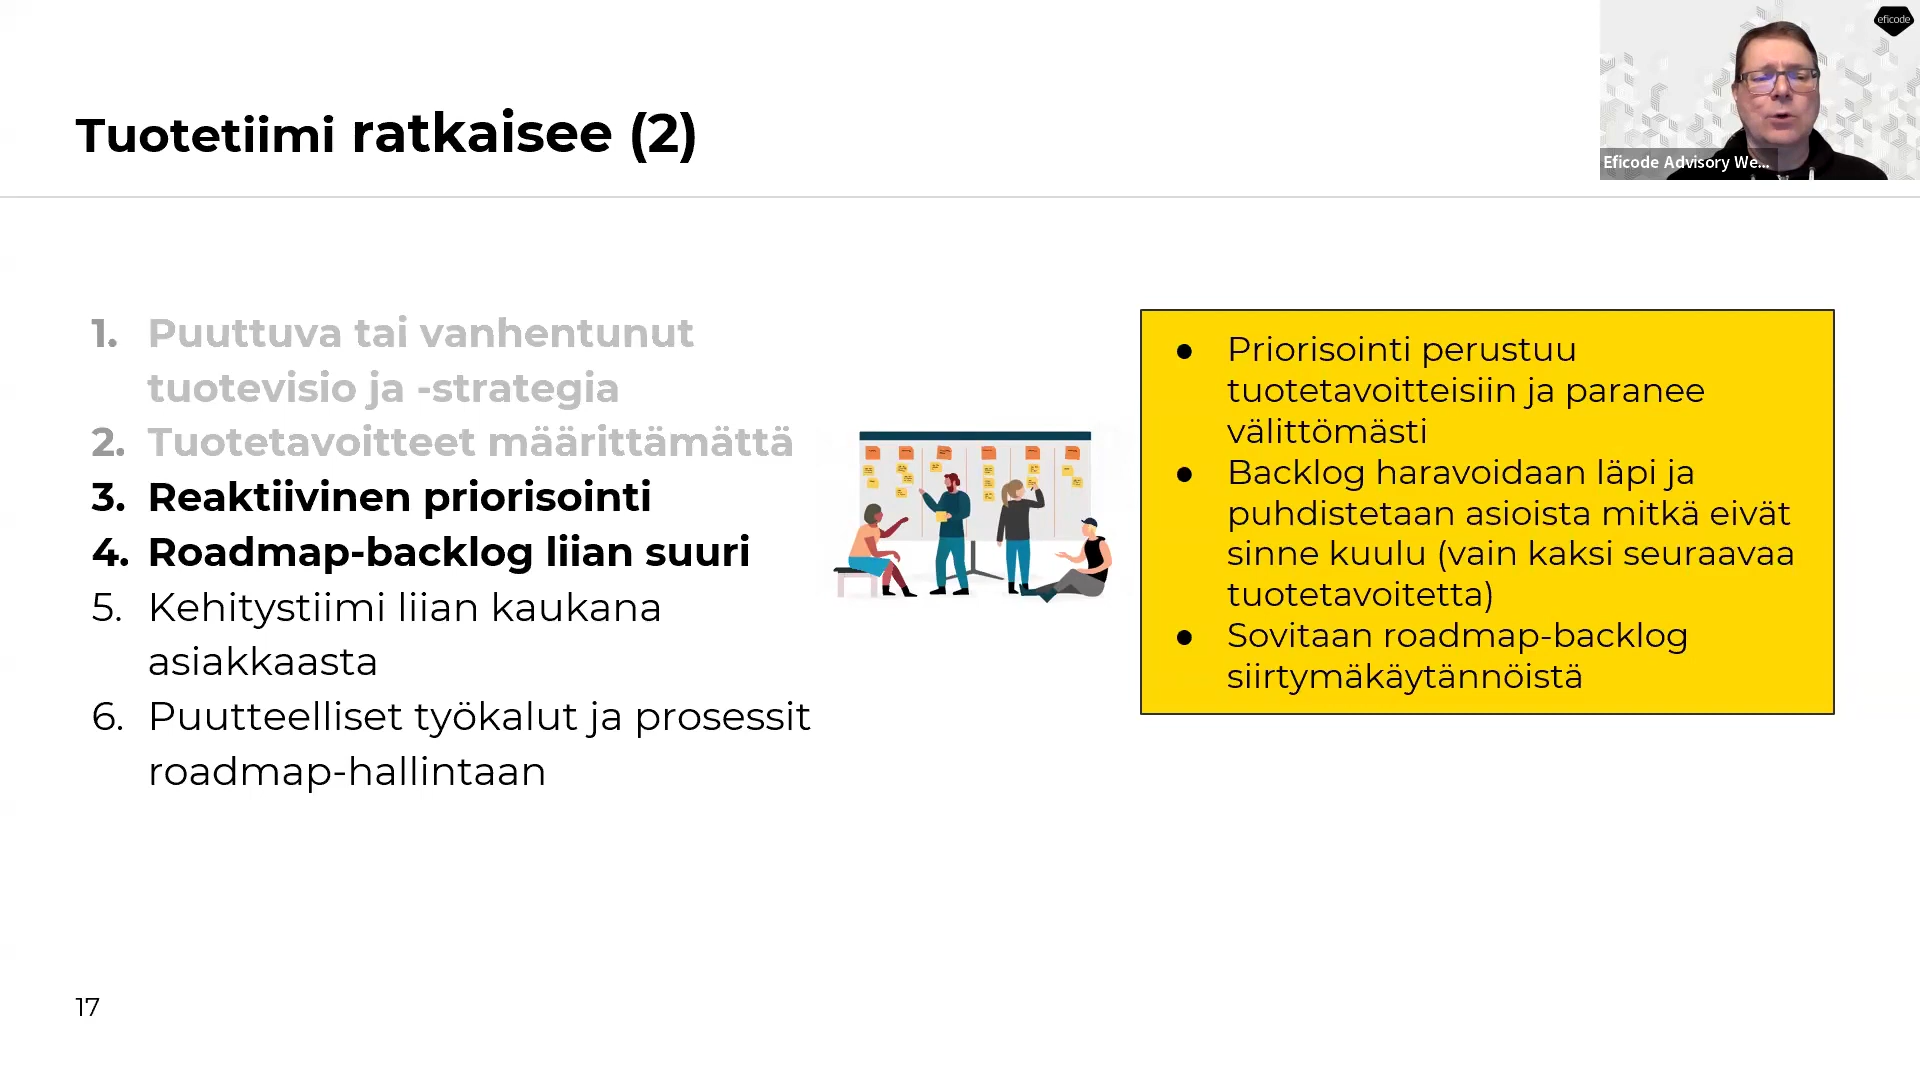 eficode
Tuotetiimi ratkaisee (2)
Eficode Advisory We...
1. Puuttuva tai vanhentunut
tuotevisio ja -strategia
2. Tuotetavoitteet määrittämättä
3. Reaktiivinen priorisointi
4. Roadmap-backlog liian suuri
5. Kehitystiimi liian kaukana
asiakkaasta
6. Puutteelliset työkalut ja prosessit
roadmap-hallintaan
● Priorisointi perustuu
tuotetavoitteisiin ja paranee
välittömästi
● Backlog haravoidaan läpi ja
puhdistetaan asioista mitkä eivät
sinne kuulu (vain kaksi seuraavaa
tuotetavoitetta)
● Sovitaan roadmap-backlog
siirtymäkäytännöistä
17